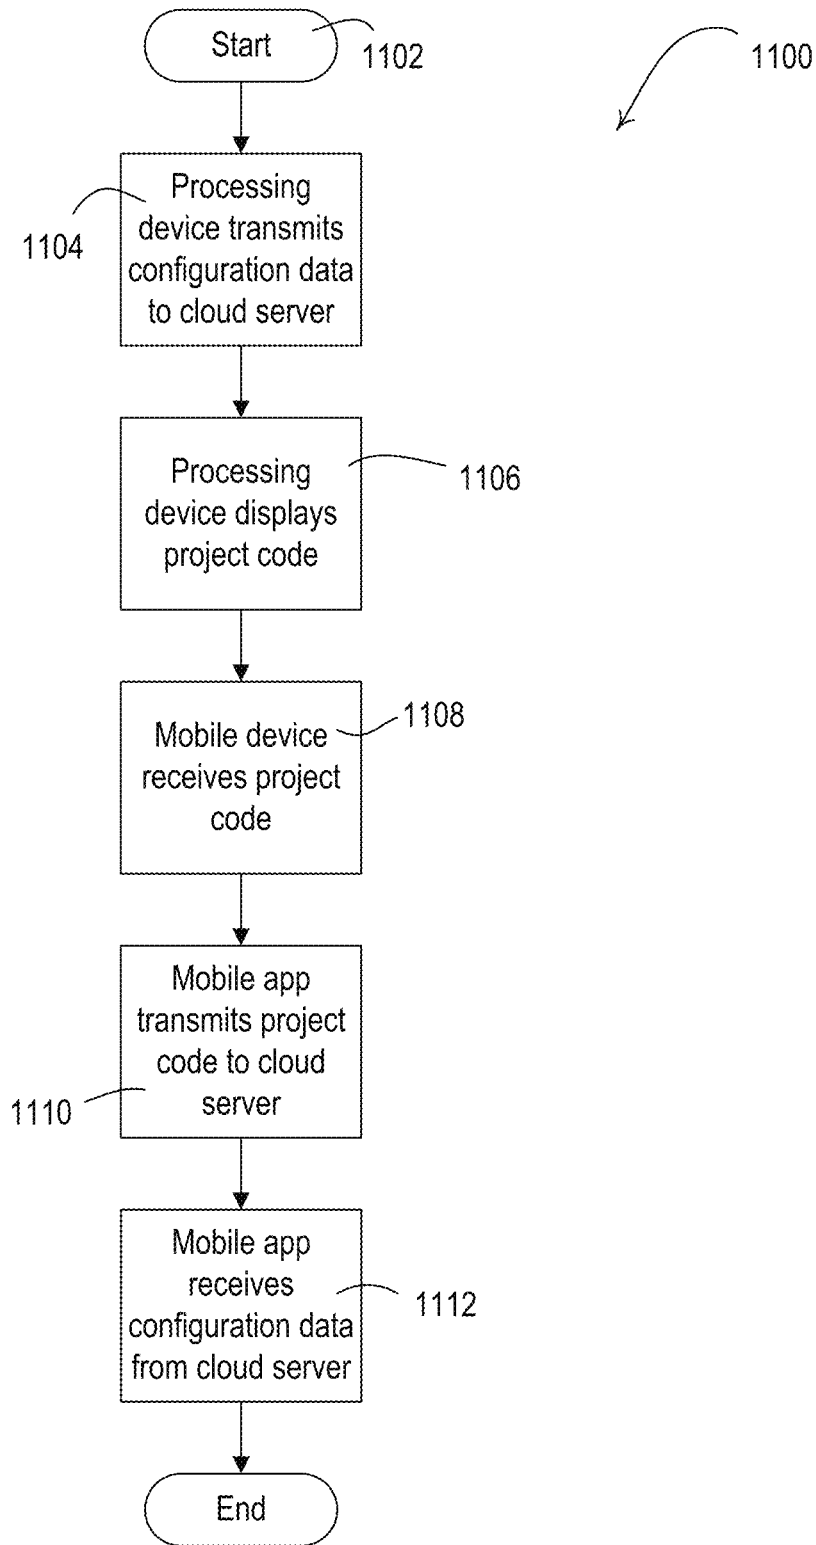 Start
1102
1100
Processing
device transmits
configuration data
to cloud server
1104
Processing
device displays
project code
1106
Mobile device
receives project
code
1108
Mobile app
transmits project
code to cloud
server
1110
Mobile app
receives
configuration data
from cloud server
1112
End